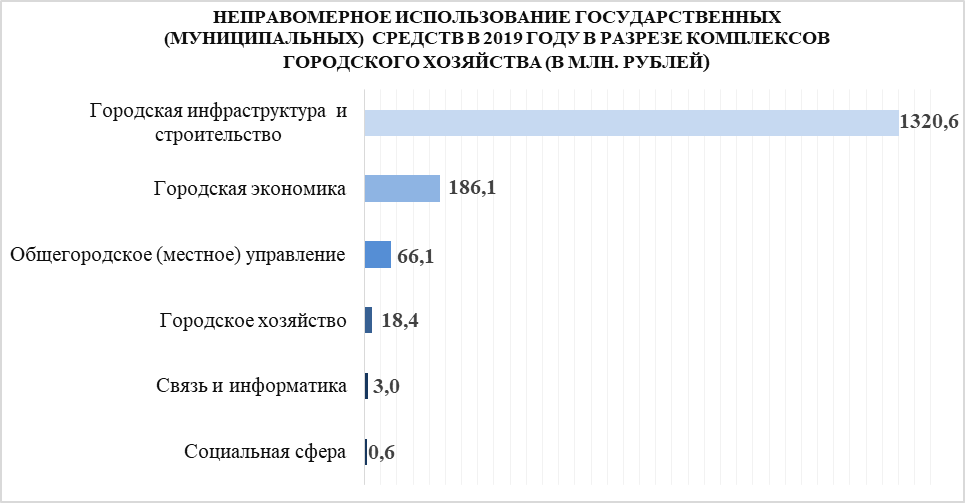 НЕПРАВОМЕРНОЕ ИСПОЛЬЗОВАНИЕ ГОСУДАРСТВЕННЫХ
(МУНИЦИПАЛЬНЫХ) СРЕДСТВ В 2019 ГОДУ В РАЗРЕЗЕ КОМПЛЕКСОВ
ГОРОДСКОГО ХОЗЯЙСТВА (В МЛН. РУБЛЕЙ)
Городская инфраструктура и
строительство
1320,6
Городская экономика
186,1
Общегородское (местное) управление
66,1
Городское хозяйство
18,4
Связь и информатика
3,0
Социальная сфера
0,6